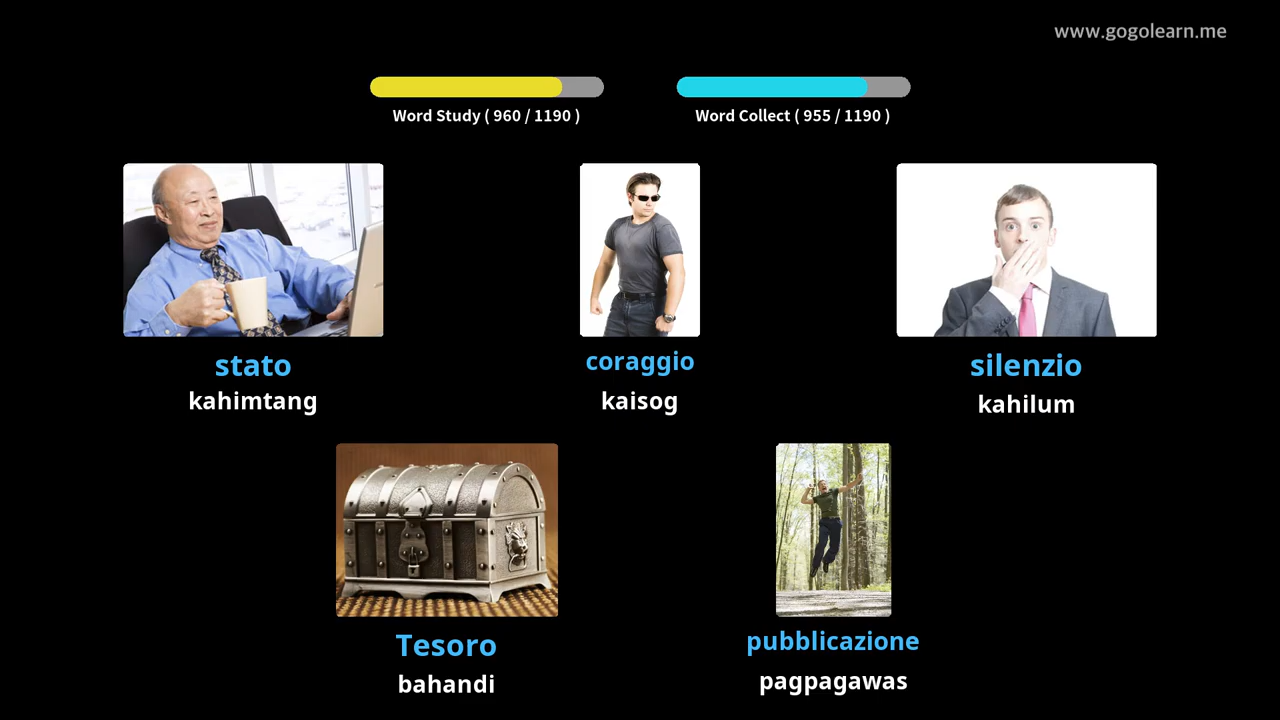 www.gogolearn.me
Word Study ( 960 / 1190 )
Word Collect ( 955 / 1190 )
stato
kahimtang
coraggio
kaisog
silenzio
kahilum
Tesoro
bahandi
pubblicazione
pagpagawas